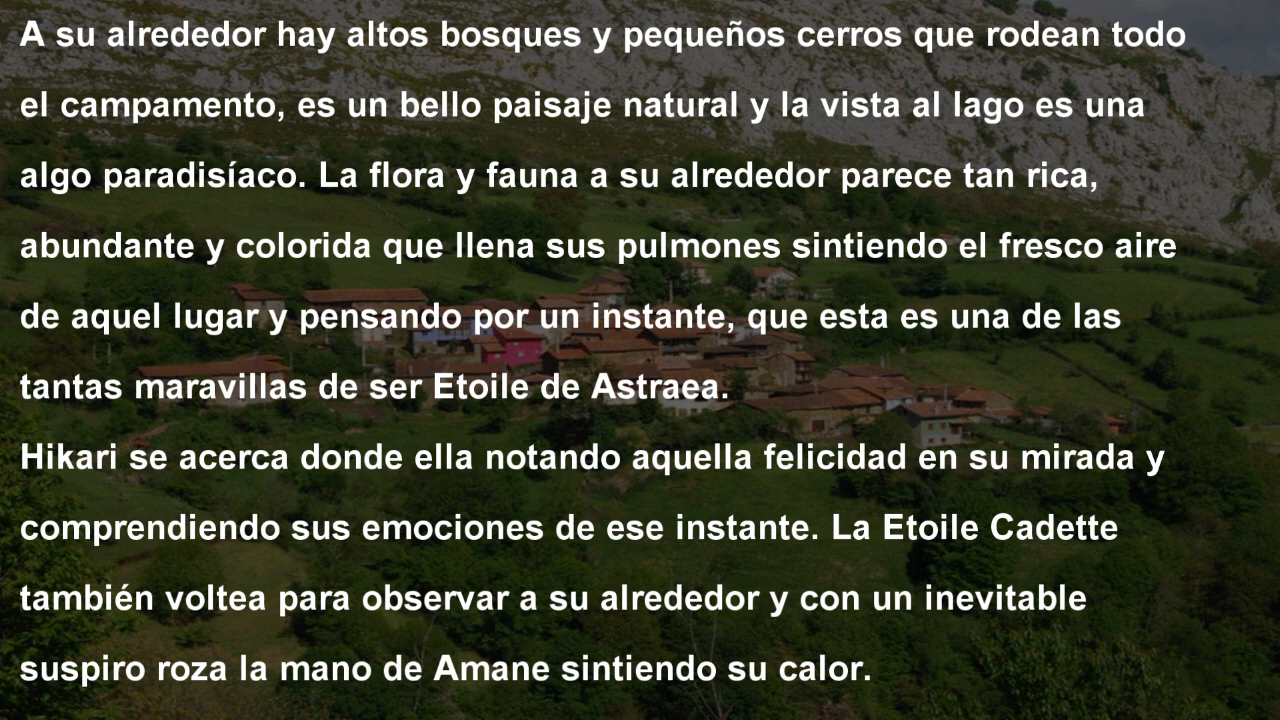 A su alrededor hay altos bosques y pequeños cerros que rodean todo
el campamento, es un bello paisaje natural y la vista al lago es una
algo paradisíaco. La flora y fauna a su alrededor parece tan rica,
abundante y colorida que llena sus pulmones sintiendo el fresco aire
de aquel lugar y pensando por un instante, que esta es una de las
tantas maravillas de ser Etoile de Astraea.
Hikari se acerca donde ella notando aquella felicidad en su mirada y
comprendiendo sus emociones de ese instante. La Etoile Cadette
también voltea para observar a su alrededor y con un inevitable
suspiro roza la mano de Amane sintiendo su calor.